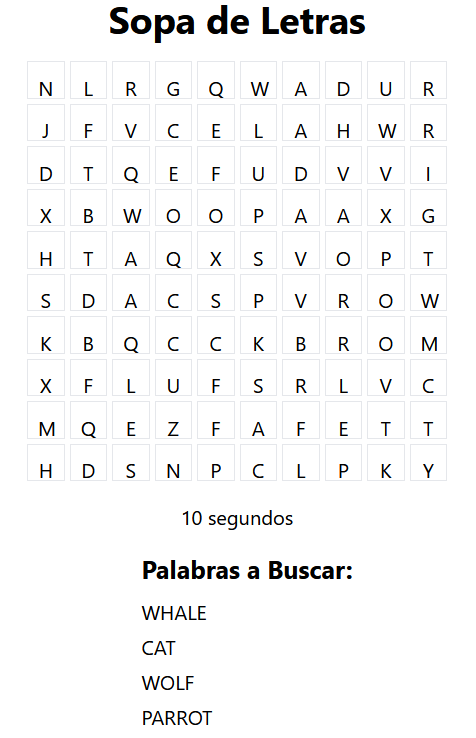 Sopa de Letras
N L R G Q W A D U R
J F V C E L A H W R
D T Q E F U D V V I
X B W O O P A A X G
H T A Q X S V O P T
S D A C S P V R O W
K B Q C C K B R O M
X F L U F S R L V C
M Q E Z F A F E T T
H D S N P C L P K Y
10 segundos
Palabras a Buscar:
WHALE
CAT
WOLF
PARROT